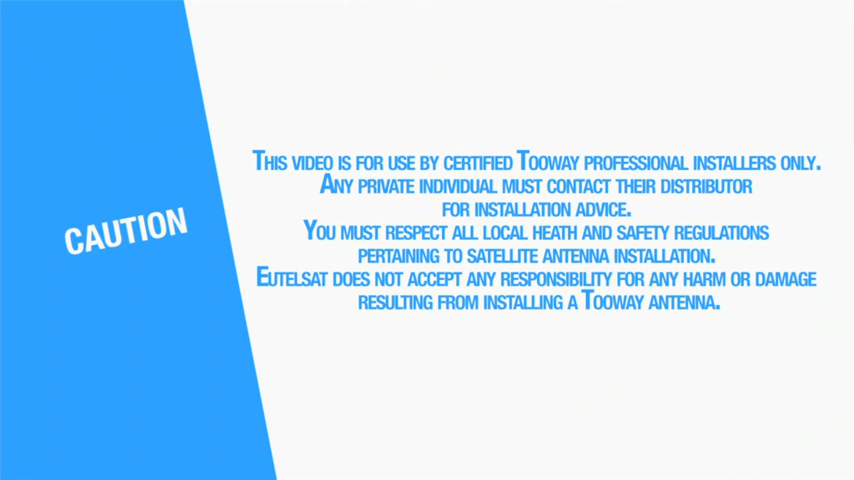 CAUTION
This video is for use by certified Tooway professional installers only.
Any private individual must contact their distributor
for installation advice.
You must respect all local heath and safety regulations
pertaining to satellite antenna installation.
Eutelsat does not accept any responsibility for any harm or damage
resulting from installing a Tooway antenna.